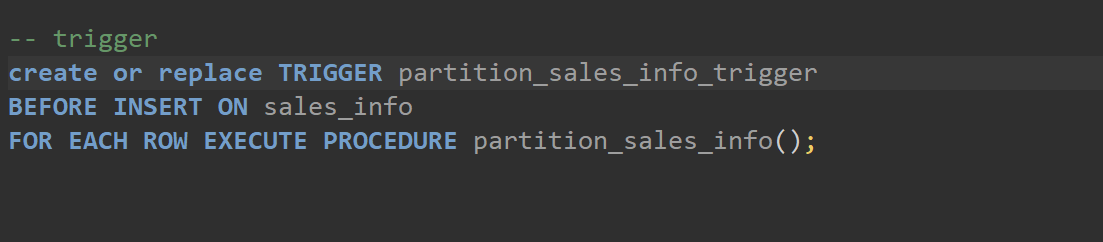 -- trigger
create or replace TRIGGER partition_sales_info_trigger
BEFORE INSERT ON sales_info
FOR EACH ROW EXECUTE PROCEDURE partition_sales_info();